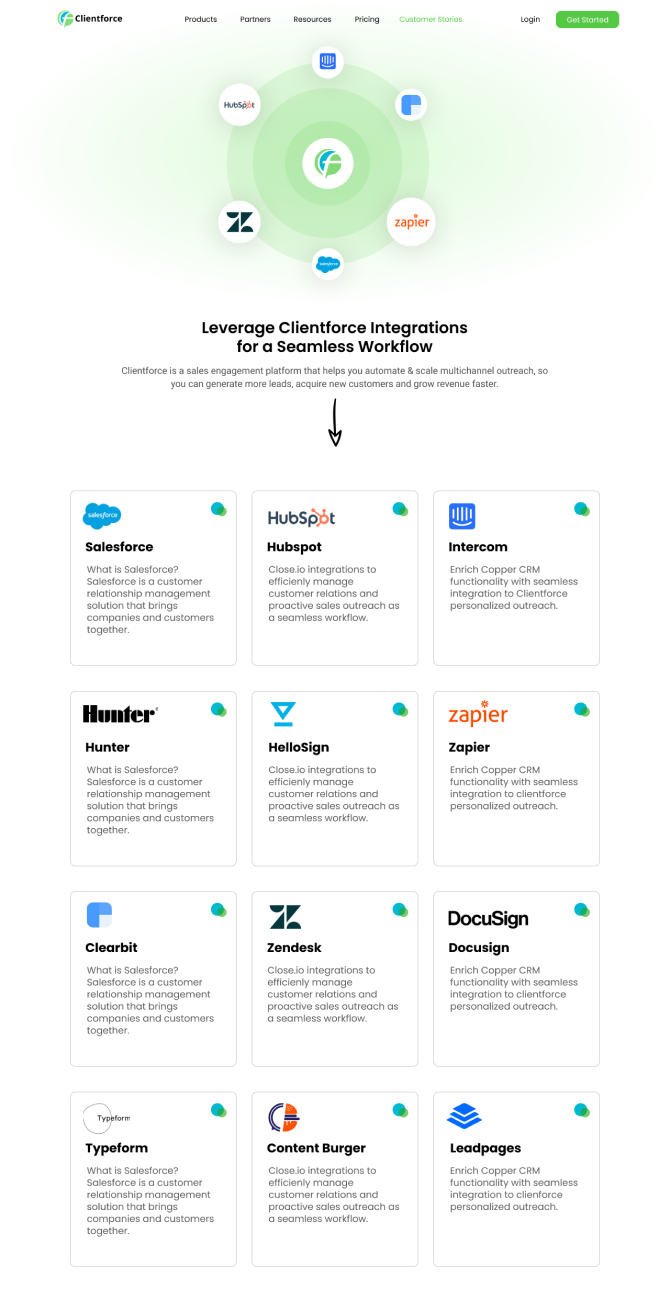 Clientforce
Products Partners Resources Pricing Customer Stories Login Get Started
HubSpot
zapier
salesforce
Leverage Clientforce Integrations
for a Seamless Workflow
Clientforce is a sales engagement platform that helps you automate & scale multichannel outreach, so
you can generate more leads, acquire new customers and grow revenue faster.
salesforce
Salesforce
What is Salesforce?
Salesforce is a customer
relationship management
solution that brings
companies and customers
together.
HubSpot
Hubspot
Close.io integrations to
efficienly manage
customer relations and
proactive sales outreach as
a seamless workflow.
Intercom
Enrich Copper CRM
functionality with seamless
integration to Clientforce
personalized outreach.
Hunter®
Hunter
What is Salesforce?
Salesforce is a customer
relationship management
solution that brings
companies and customers
together.
HelloSign
Close.io integrations to
efficienly manage
customer relations and
proactive sales outreach as
a seamless workflow.
zapier
Zapier
Enrich Copper CRM
functionality with seamless
integration to clientforce
personalized outreach.
Clearbit
What is Salesforce?
Salesforce is a customer
relationship management
solution that brings
companies and customers
together.
Zendesk
Close.io integrations to
efficienly manage
customer relations and
proactive sales outreach as
a seamless workflow.
DocuSign
Docusign
Enrich Copper CRM
functionality with seamless
integration to clientforce
personalized outreach.
Typeform
Typeform
What is Salesforce?
Salesforce is a customer
relationship management
solution that brings
companies and customers
together.
Content Burger
Close.io integrations to
efficienly manage
customer relations and
proactive sales outreach as
a seamless workflow.
Leadpages
Enrich Copper CRM
functionality with seamless
integration to clienforce
personalized outreach.